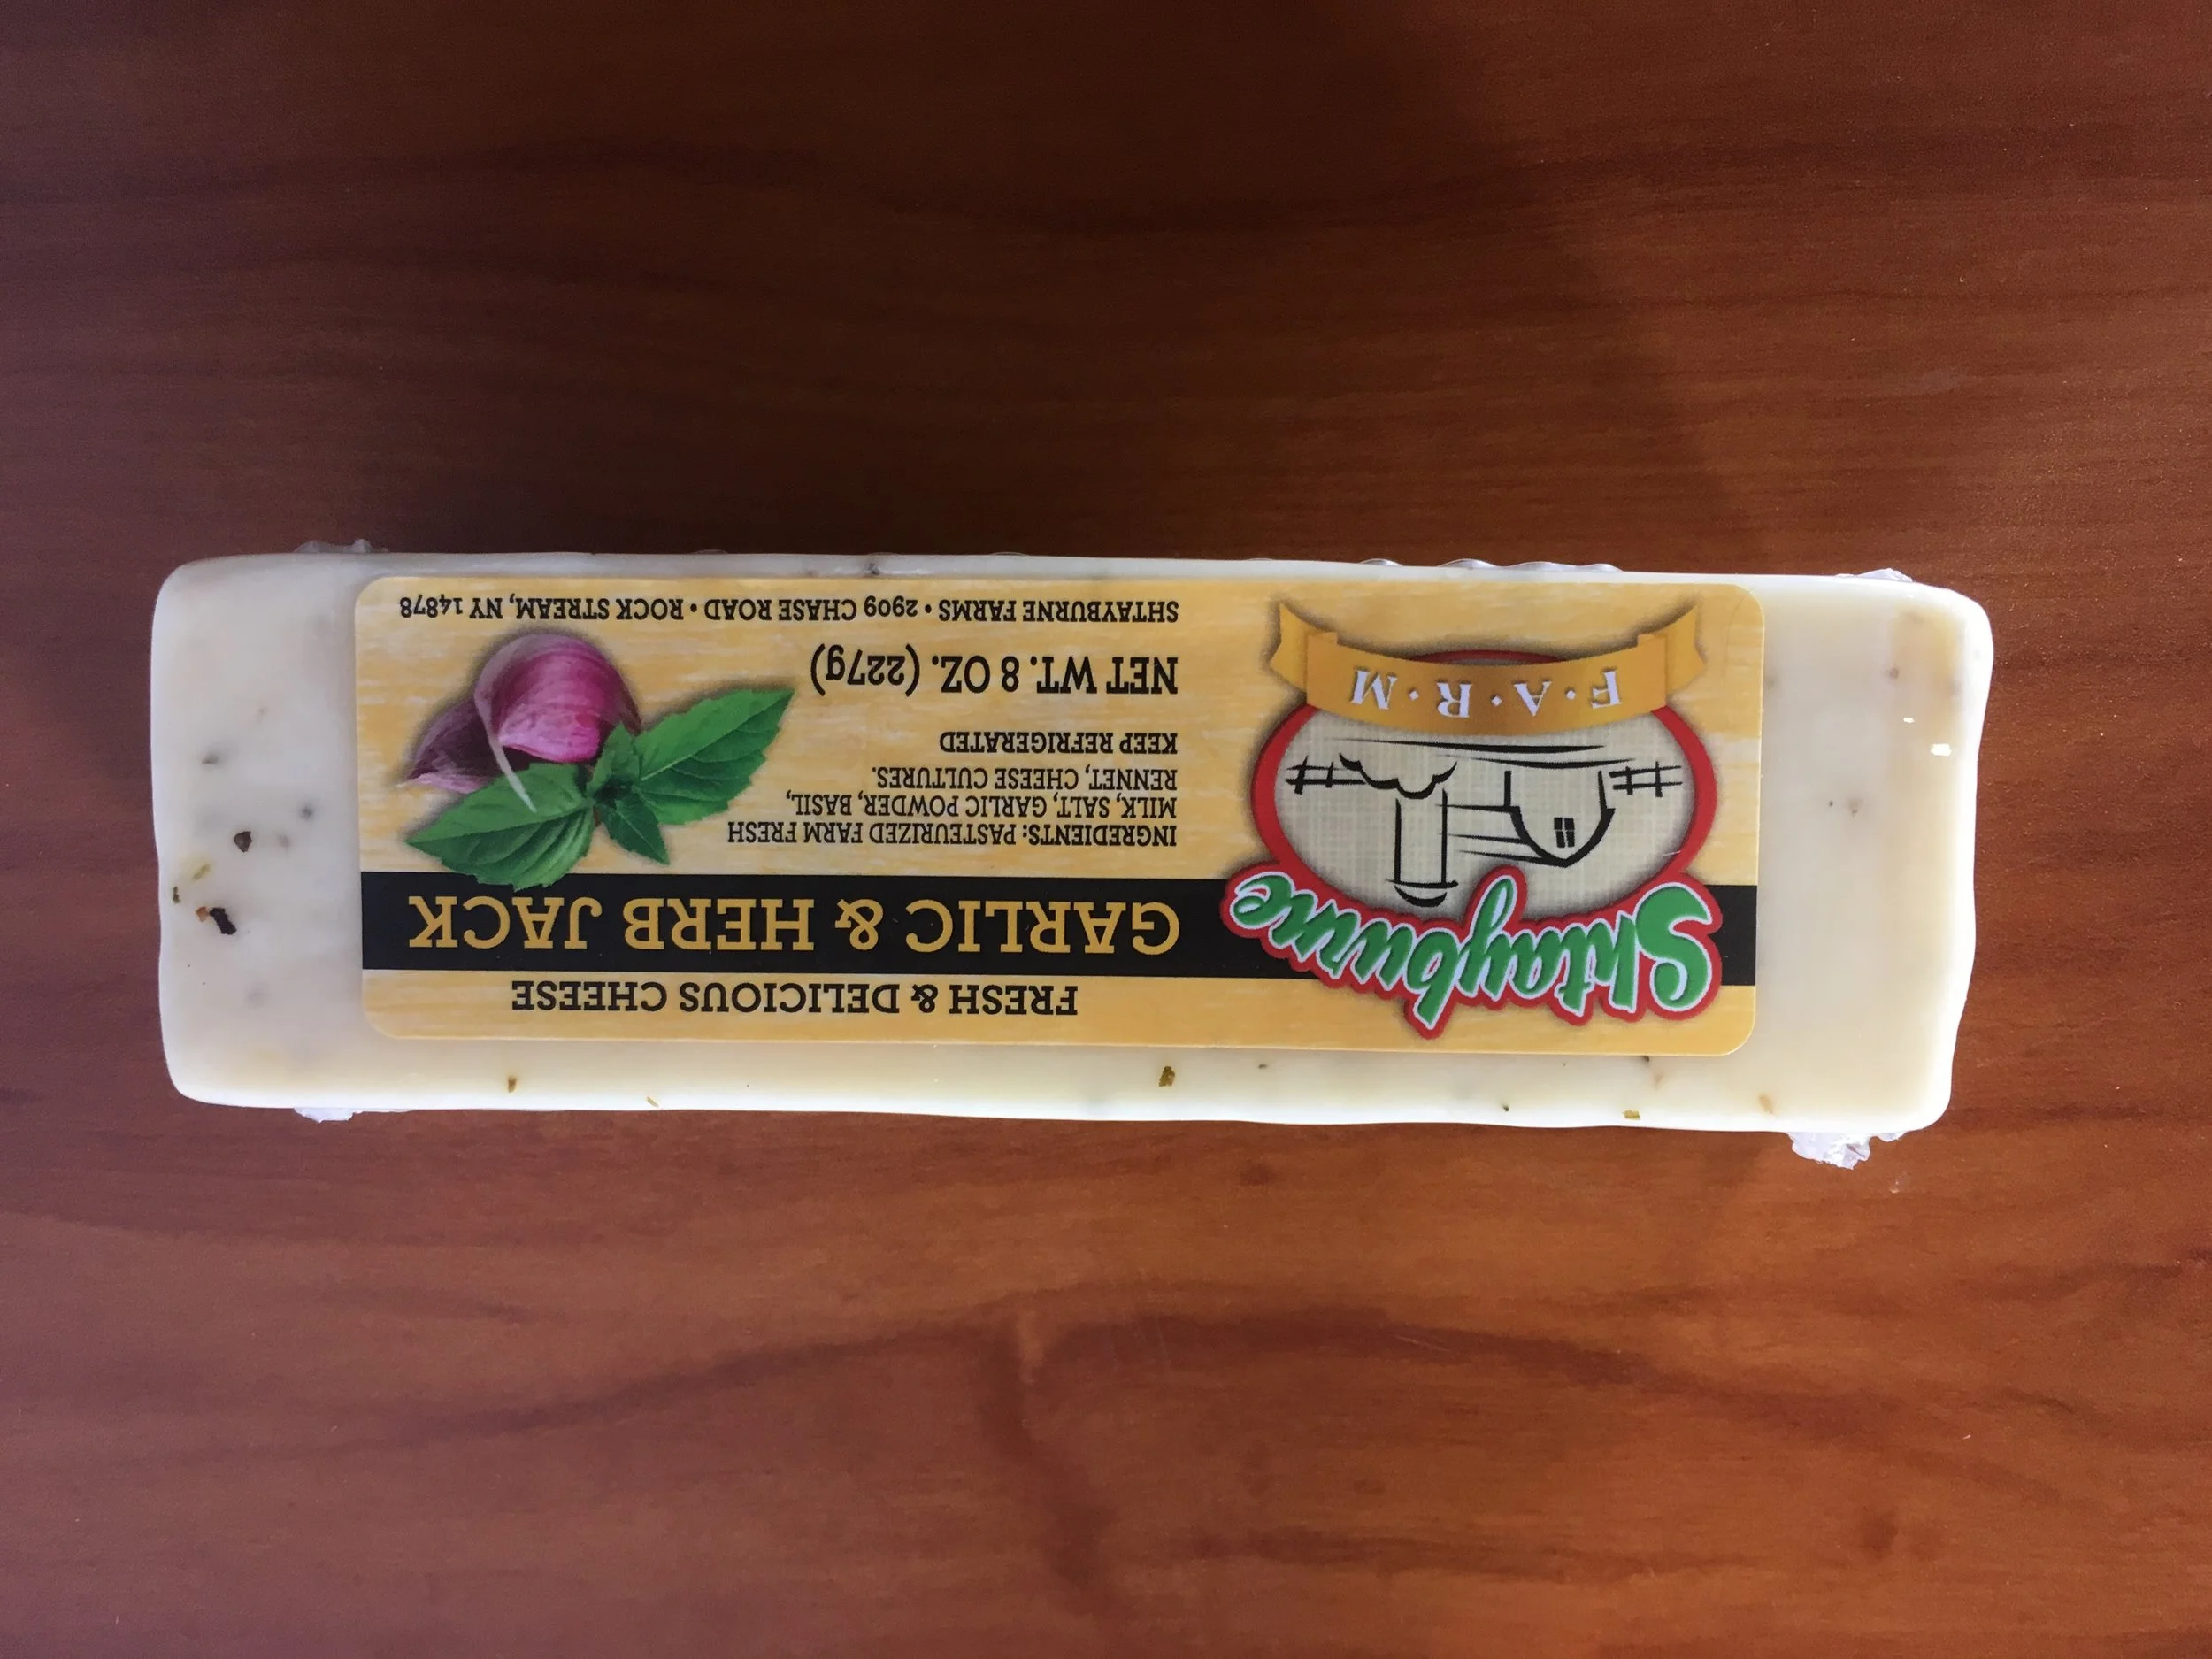 Shtayburne
F•A•R•M
FRESH & DELICIOUS CHEESE
GARLIC & HERB JACK
INGREDIENTS: PASTEURIZED FARM FRESH
MILK, SALT, GARLIC POWDER, BASIL,
RENNET, CHEESE CULTURES.
KEEP REFRIGERATED
NET WT. 8 OZ. (227g)
SHTAYBURNE FARMS • 2909 CHASE ROAD • ROCK STREAM, NY 14878